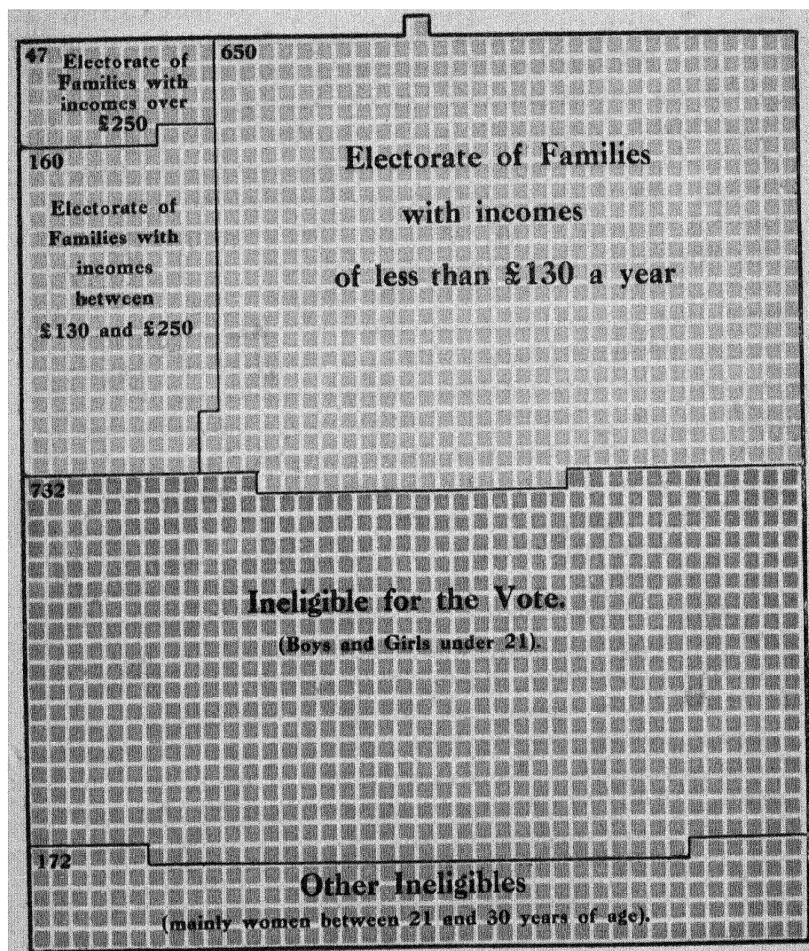 47 Electorate of
Families with
incomes over
£250
650
Electorate of Families
with incomes
of less than £130 a year
160
Electorate of
Families with
incomes
between
£130 and £250
732
Ineligible for the Vote.
(Boys and Girls under 21).
172
Other Ineligibles
(mainly women between 21 and 30 years of age).